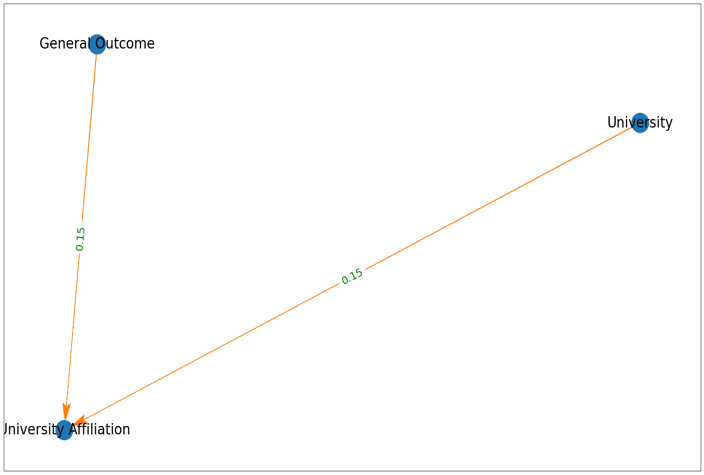 General Outcome
University
0.15
0.15
University Affiliation